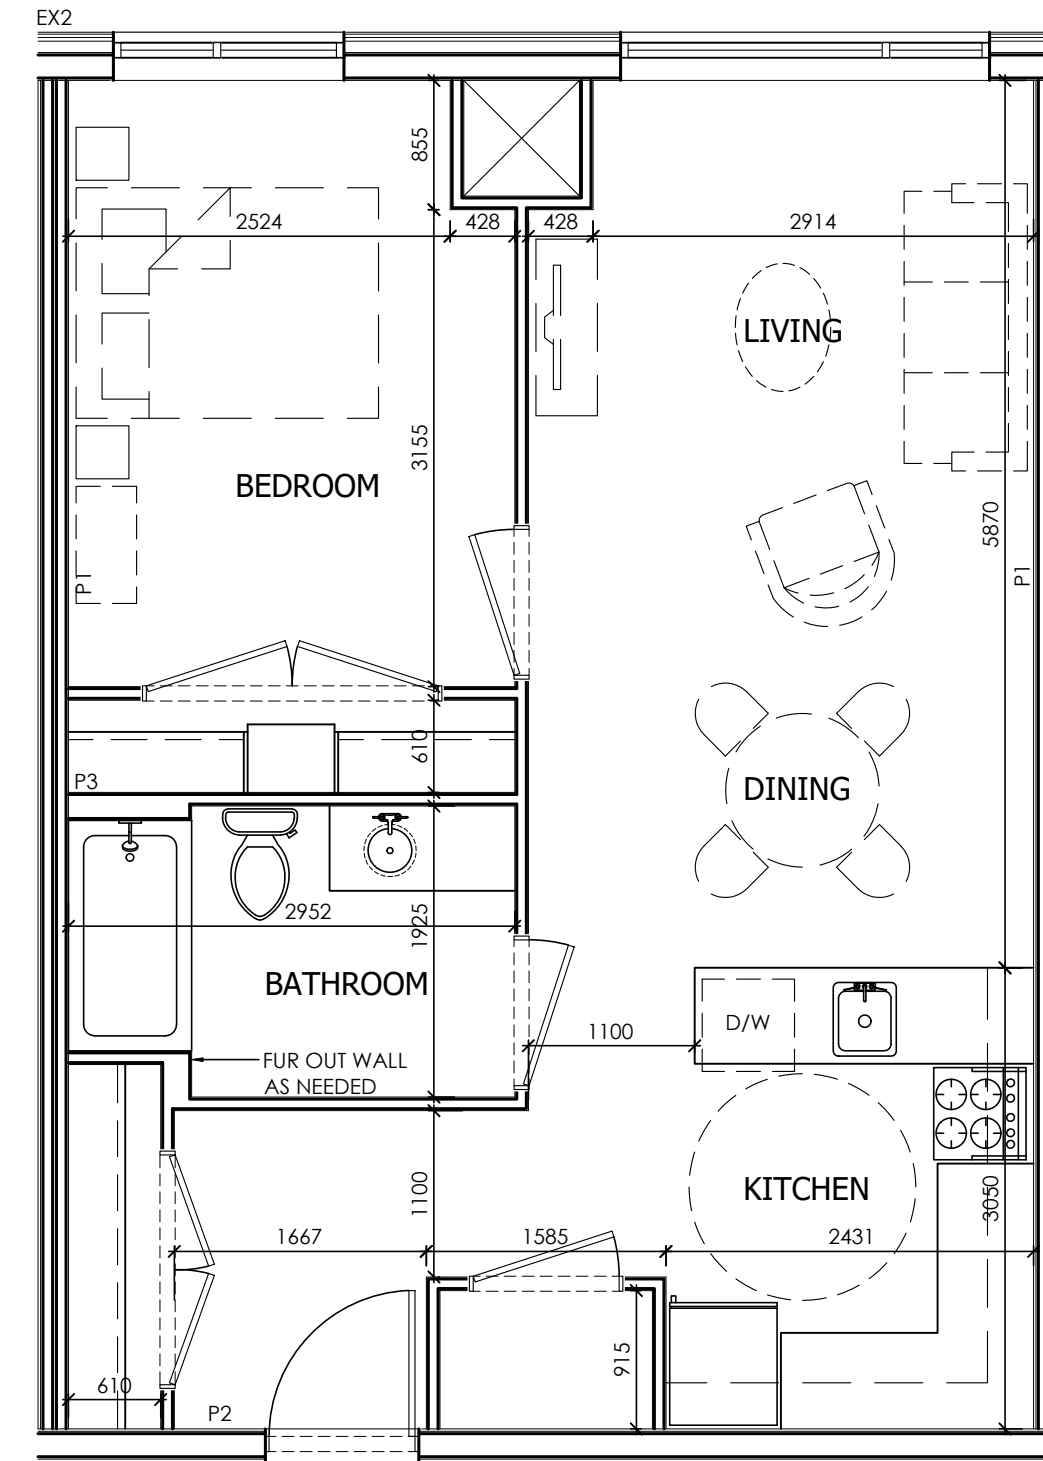 EX2
855
2524
428
428
2914
LIVING
3155
BEDROOM
5870
P1
P1
610
P3
DINING
2952
1925
BATHROOM
D/W
1100
FUR OUT WALL
AS NEEDED
KITCHEN
1100
3050
1667
1585
2431
915
610
P2